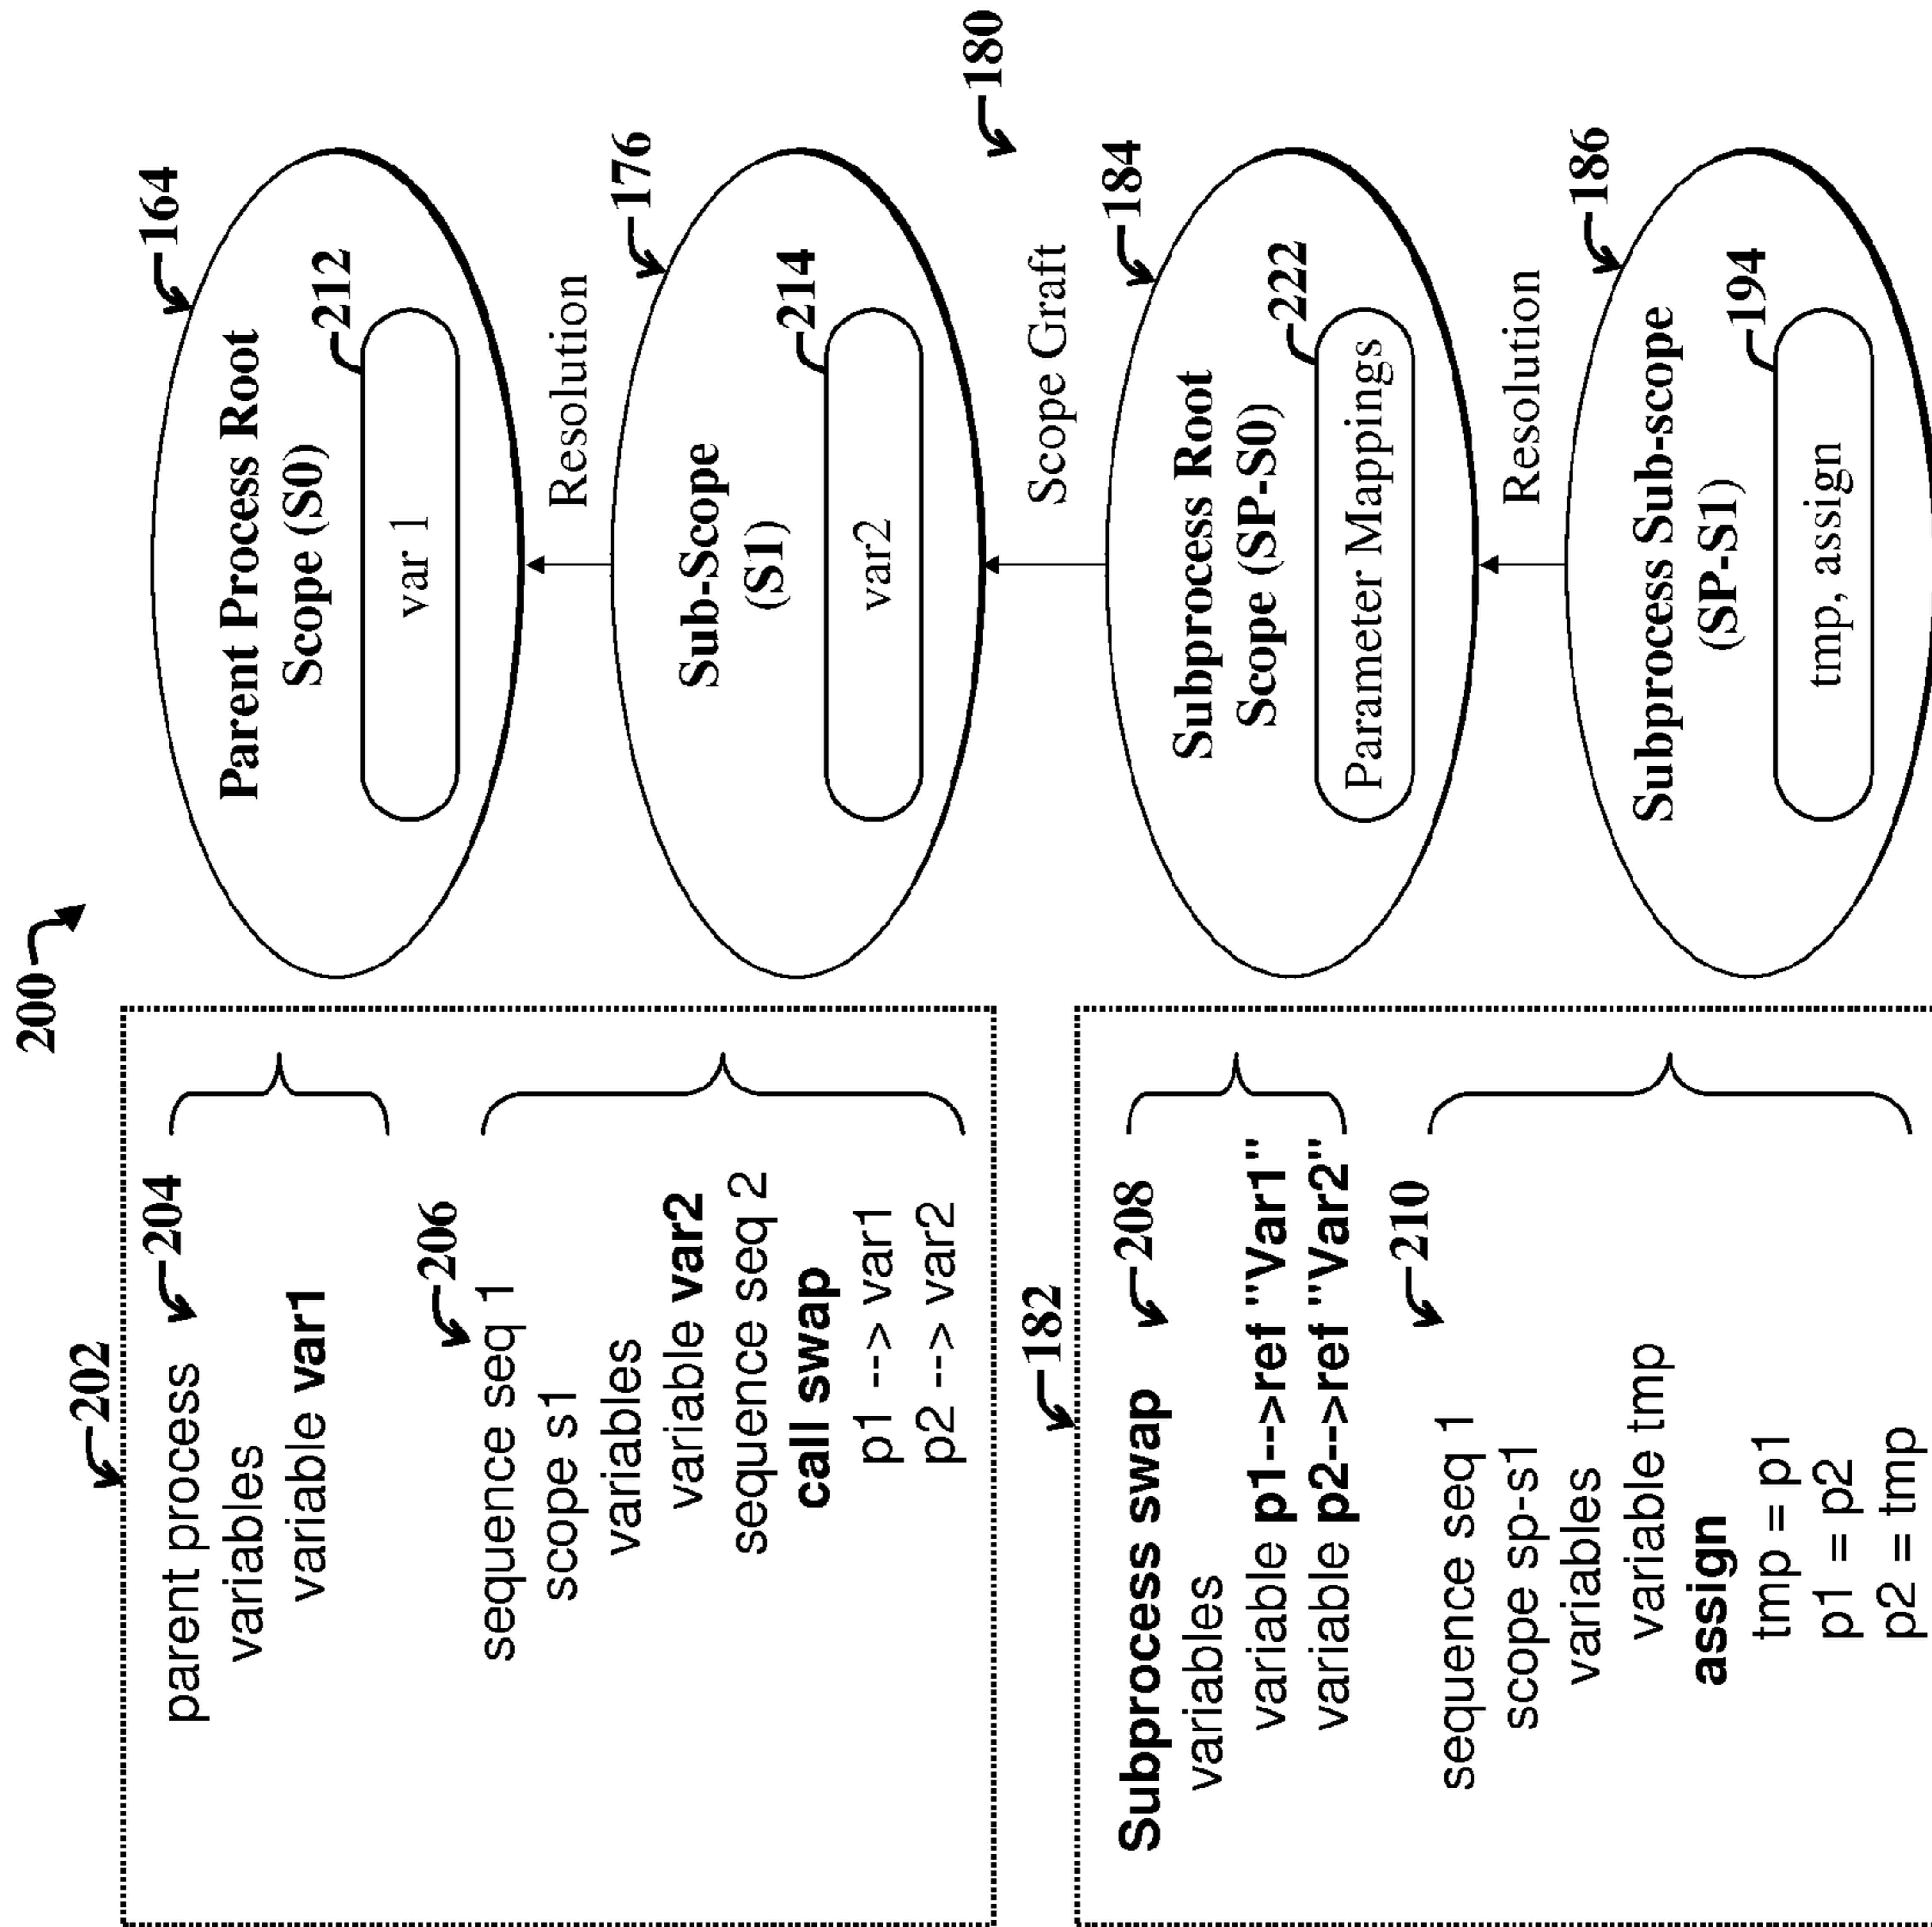 200
202
parent process
204
variables
variable var1
206
sequence seq 1
scope s1
variables
variable var2
sequence seq 2
call swap
p1 --> var1
p2 --> var2
182
Subprocess swap
208
variables
variable p1-->ref "Var1"
variable p2-->ref "Var2"
210
sequence seq 1
scope sp-s1
variables
variable tmp
assign
tmp = p1
p1 = p2
p2 = tmp
164
Parent Process Root
Scope (S0)
212
var 1
Resolution
176
Sub-Scope
(S1)
214
var2
180
Scope Graft
184
Subprocess Root
Scope (SP-S0)
222
Parameter Mappings
Resolution
186
Subprocess Sub-scope
(SP-S1)
194
tmp, assign